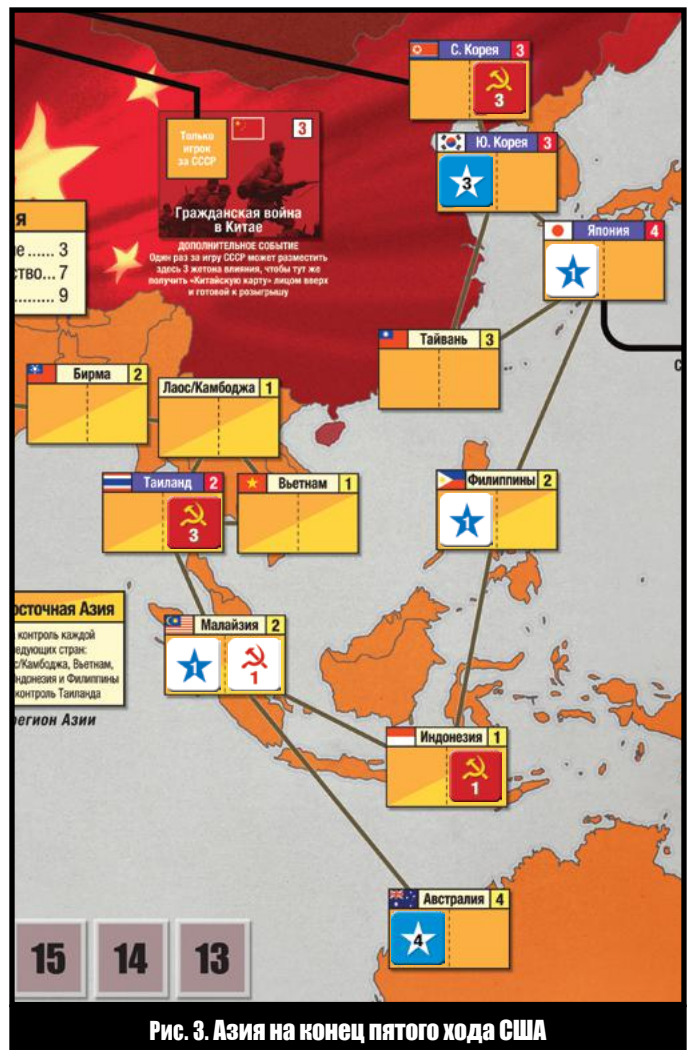 С. Корея 3
3
Только
игрок
за СССР
3
Ю. Корея 3
3
Гражданская война
в Китае
ДОПОЛНИТЕЛЬНОЕ СОБЫТИЕ
Один раз за игру СССР может разместить
здесь 3 жетона влияния, чтобы тут же
получить «Китайскую карту» лицом вверх
и готовой к розыгрышу
Я
ие ...... 3
ство... 7
.......... 9
Япония 4
1
Тайвань 3
С
Бирма 2
Лаос/Камбоджа 1
Таиланд 2
3
Вьетнам 1
Филиппины 2
1
осточная Азия
контроль каждой
едующих стран:
ос/Камбоджа, Вьетнам,
ндонезия и Филиппины
контроль Таиланда
регион Азии
Малайзия 2
1 1
Индонезия 1
1
Австралия 4
4
15 14 13
Рис. 3. Азия на конец пятого хода США